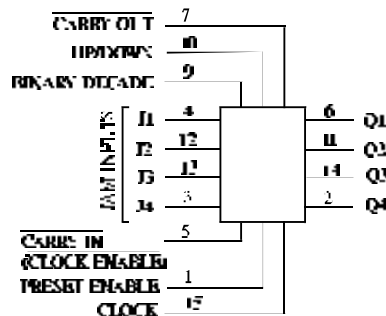 CARRY OUT 7
UP/DOWN 10
BINARY DECADE 9
JAM INPUTS
J1 4
J2 12
J3 13
J4 3
6 Q1
11 Q2
14 Q3
2 Q4
CARRY IN 5
(CLOCK ENABLE)
PRESET ENABLE 1
CLOCK 15